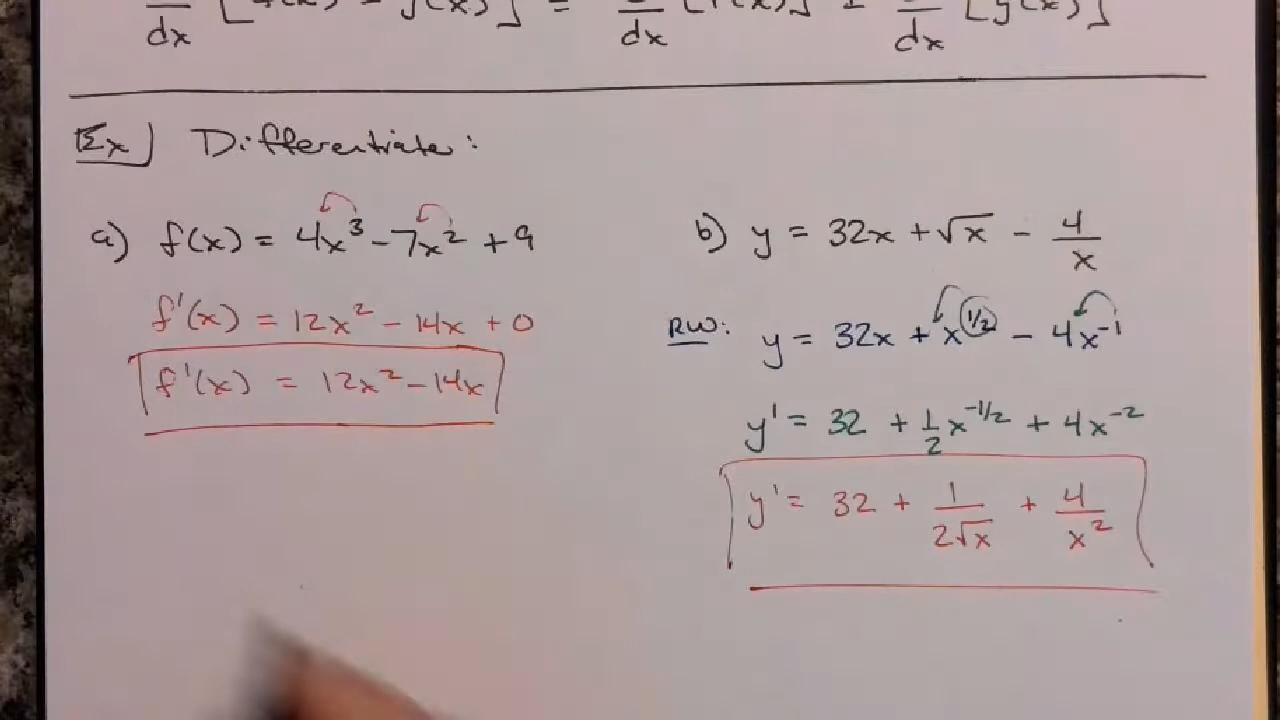 d/dx [f(x) ± g(x)] = d/dx [f(x)] ± d/dx [g(x)]
Ex] Differentiate:
a) f(x) = 4x³ - 7x² + 9
f'(x) = 12x² - 14x + 0
f'(x) = 12x² - 14x
b) y = 32x + √x - 4/x
RW: y = 32x + x^(1/2) - 4x⁻¹
y' = 32 + 1/2 x^(-1/2) + 4x⁻²
y' = 32 + 1/(2√x) + 4/x²